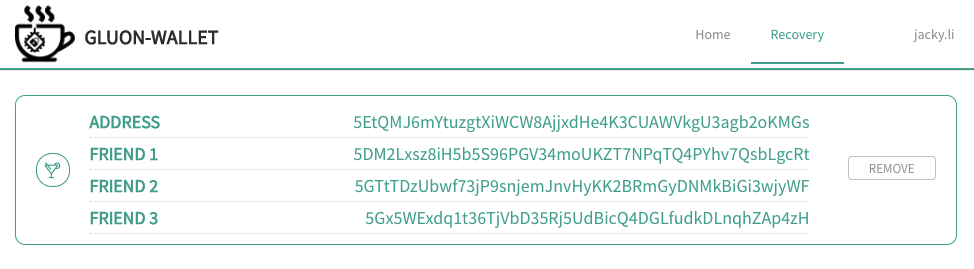 GLUON-WALLET
Home Recovery jacky.li
ADDRESS 5EtQMJ6mYtuzgtXiWCW8AjjxdHe4K3CUAWVkgU3agb2oKMGs
FRIEND 1 5DM2Lxsz8iH5b5S96PGV34moUKZT7NPqTQ4PYhv7QsbLgcRt
FRIEND 2 5GTtTDzUbwf73jP9snjemJnvHyKK2BRmGyDNMkBiGi3wjyWF
FRIEND 3 5Gx5WExdq1t36TjVbD35Rj5UdBicQ4DGLfudkDLnqhZAp4zH
REMOVE